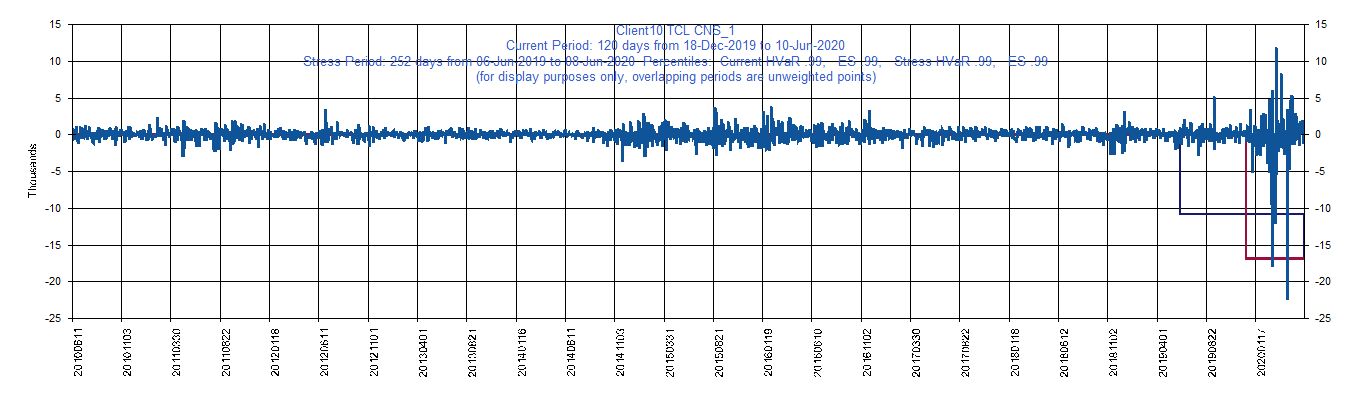 Client10 TCL CNS_1
Current Period: 120 days from 18-Dec-2019 to 10-Jun-2020
Stress Period: 252 days from 06-Jun-2019 to 08-Jun-2020 Percentiles: Current HVaR .99, ES .99, Stress HVaR .99, ES .99
(for display purposes only, overlapping periods are unweighted points)
15 15
10 10
5 5
0 0
-5 -5
-10 -10
-15 -15
-20 -20
-25 -25
Thousands
20100611 20101103 20110330 20110822 20120118 20120611 20121101 20130401 20130821 20140116 20140611 20141103 20150331 20150821 20160119 20160610 20161102 20170330 20170822 20180118 20180612 20181102 20190401 20190822 20200117